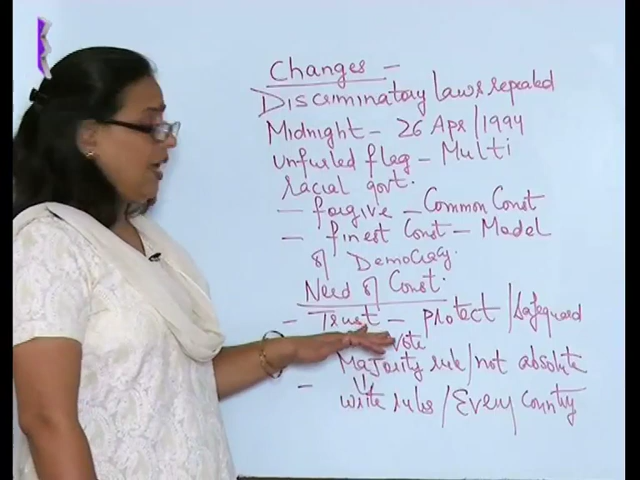 Changes -
Discriminatory laws repealed
Midnight - 26 Apr/1994
Unfurled flag - Multi
racial govt.
- forgive - Common Const
- finest Const - Model
of Democracy.
Need of Const.
- Trust - protect/Safeguard
vote
Majority rule/not absolute
- write rules/Every country